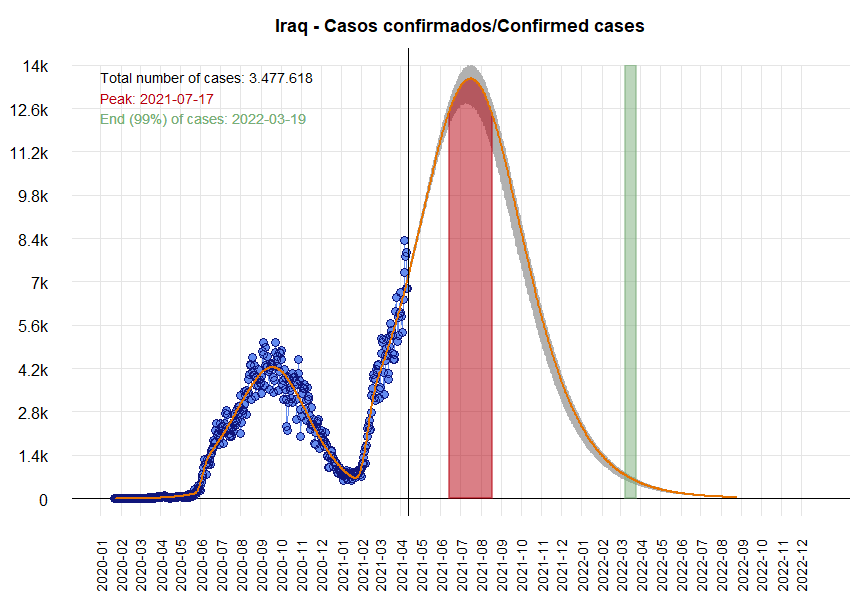 Iraq - Casos confirmados/Confirmed cases
Total number of cases: 3.477.618
Peak: 2021-07-17
End (99%) of cases: 2022-03-19
14k
12.6k
11.2k
9.8k
8.4k
7k
5.6k
4.2k
2.8k
1.4k
0
2020-01
2020-02
2020-03
2020-04
2020-05
2020-06
2020-07
2020-08
2020-09
2020-10
2020-11
2020-12
2021-01
2021-02
2021-03
2021-04
2021-05
2021-06
2021-07
2021-08
2021-09
2021-10
2021-11
2021-12
2022-01
2022-02
2022-03
2022-04
2022-05
2022-06
2022-07
2022-08
2022-09
2022-10
2022-11
2022-12